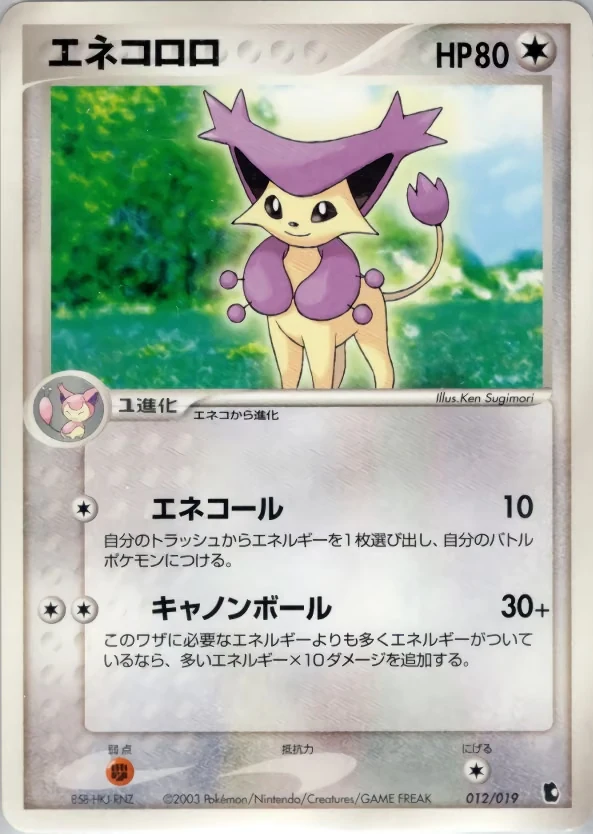 エネコロロ
HP80
Illus.Ken Sugimori
1進化
エネコから進化
エネコール 10
自分のトラッシュからエネルギーを1枚選び出し、自分のバトル
ポケモンにつける。
キャノンボール 30+
このワザに必要なエネルギーよりも多くエネルギーがついて
いるなら、多いエネルギー×10ダメージを追加する。
弱点 抵抗力 にげる
©2003 Pokémon/Nintendo/Creatures/GAME FREAK 012/019